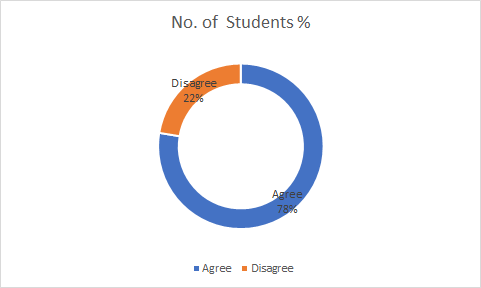 No. of  Students %
Disagree
22%
Agree
78%
Agree Disagree